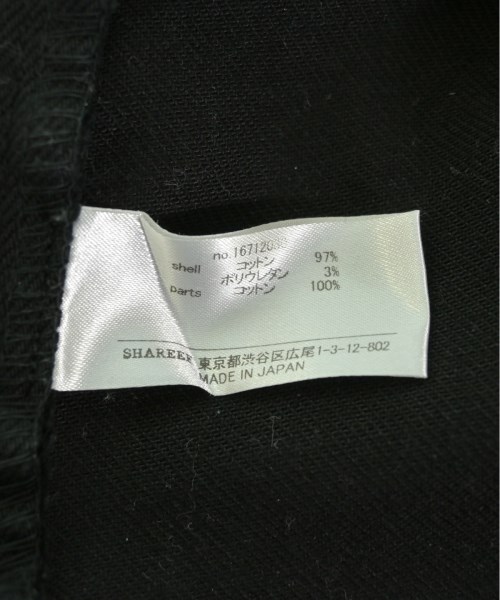 no.16712
shell コットン 97%
ポリウレタン 3%
parts コットン 100%
SHAREEF 東京都渋谷区広尾1-3-12-802
MADE IN JAPAN